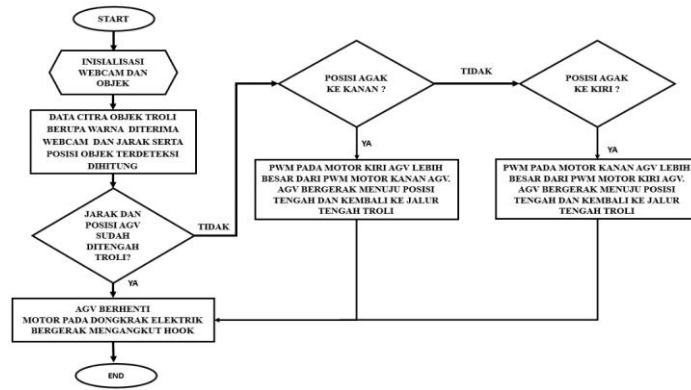 START
INISIALISASI
WEBCAM DAN
OBJEK
DATA CITRA OBJEK TROLI
BERUPA WARNA DITERIMA
WEBCAM DAN JARAK SERTA
POSISI OBJEK TERDETEKSI
DIHITUNG
JARAK DAN
POSISI AGV
SUDAH
DITENGAH
TROLI?
TIDAK
YA
POSISI AGAK
KE KANAN ?
TIDAK
YA
PWM PADA MOTOR KIRI AGV LEBIH
BESAR DARI PWM MOTOR KANAN AGV.
AGV BERGERAK MENUJU POSISI
TENGAH DAN KEMBALI KE JALUR
TENGAH TROLI
POSISI AGAK
KE KIRI ?
YA
PWM PADA MOTOR KANAN AGV LEBIH
BESAR DARI PWM MOTOR KIRI AGV.
AGV BERGERAK MENUJU POSISI
TENGAH DAN KEMBALI KE JALUR
TENGAH TROLI
AGV BERHENTI
MOTOR PADA DONGKRAK ELEKTRIK
BERGERAK MENGANGKUT HOOK
END